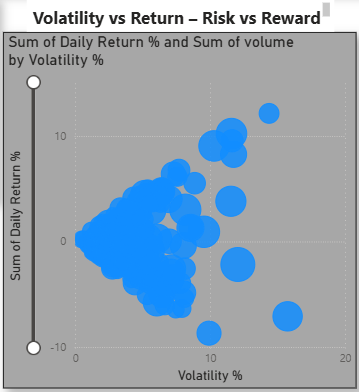 Volatility vs Return – Risk vs Reward
Sum of Daily Return % and Sum of volume
by Volatility %
Sum of Daily Return %
10
0
-10
0
10
20
Volatility %